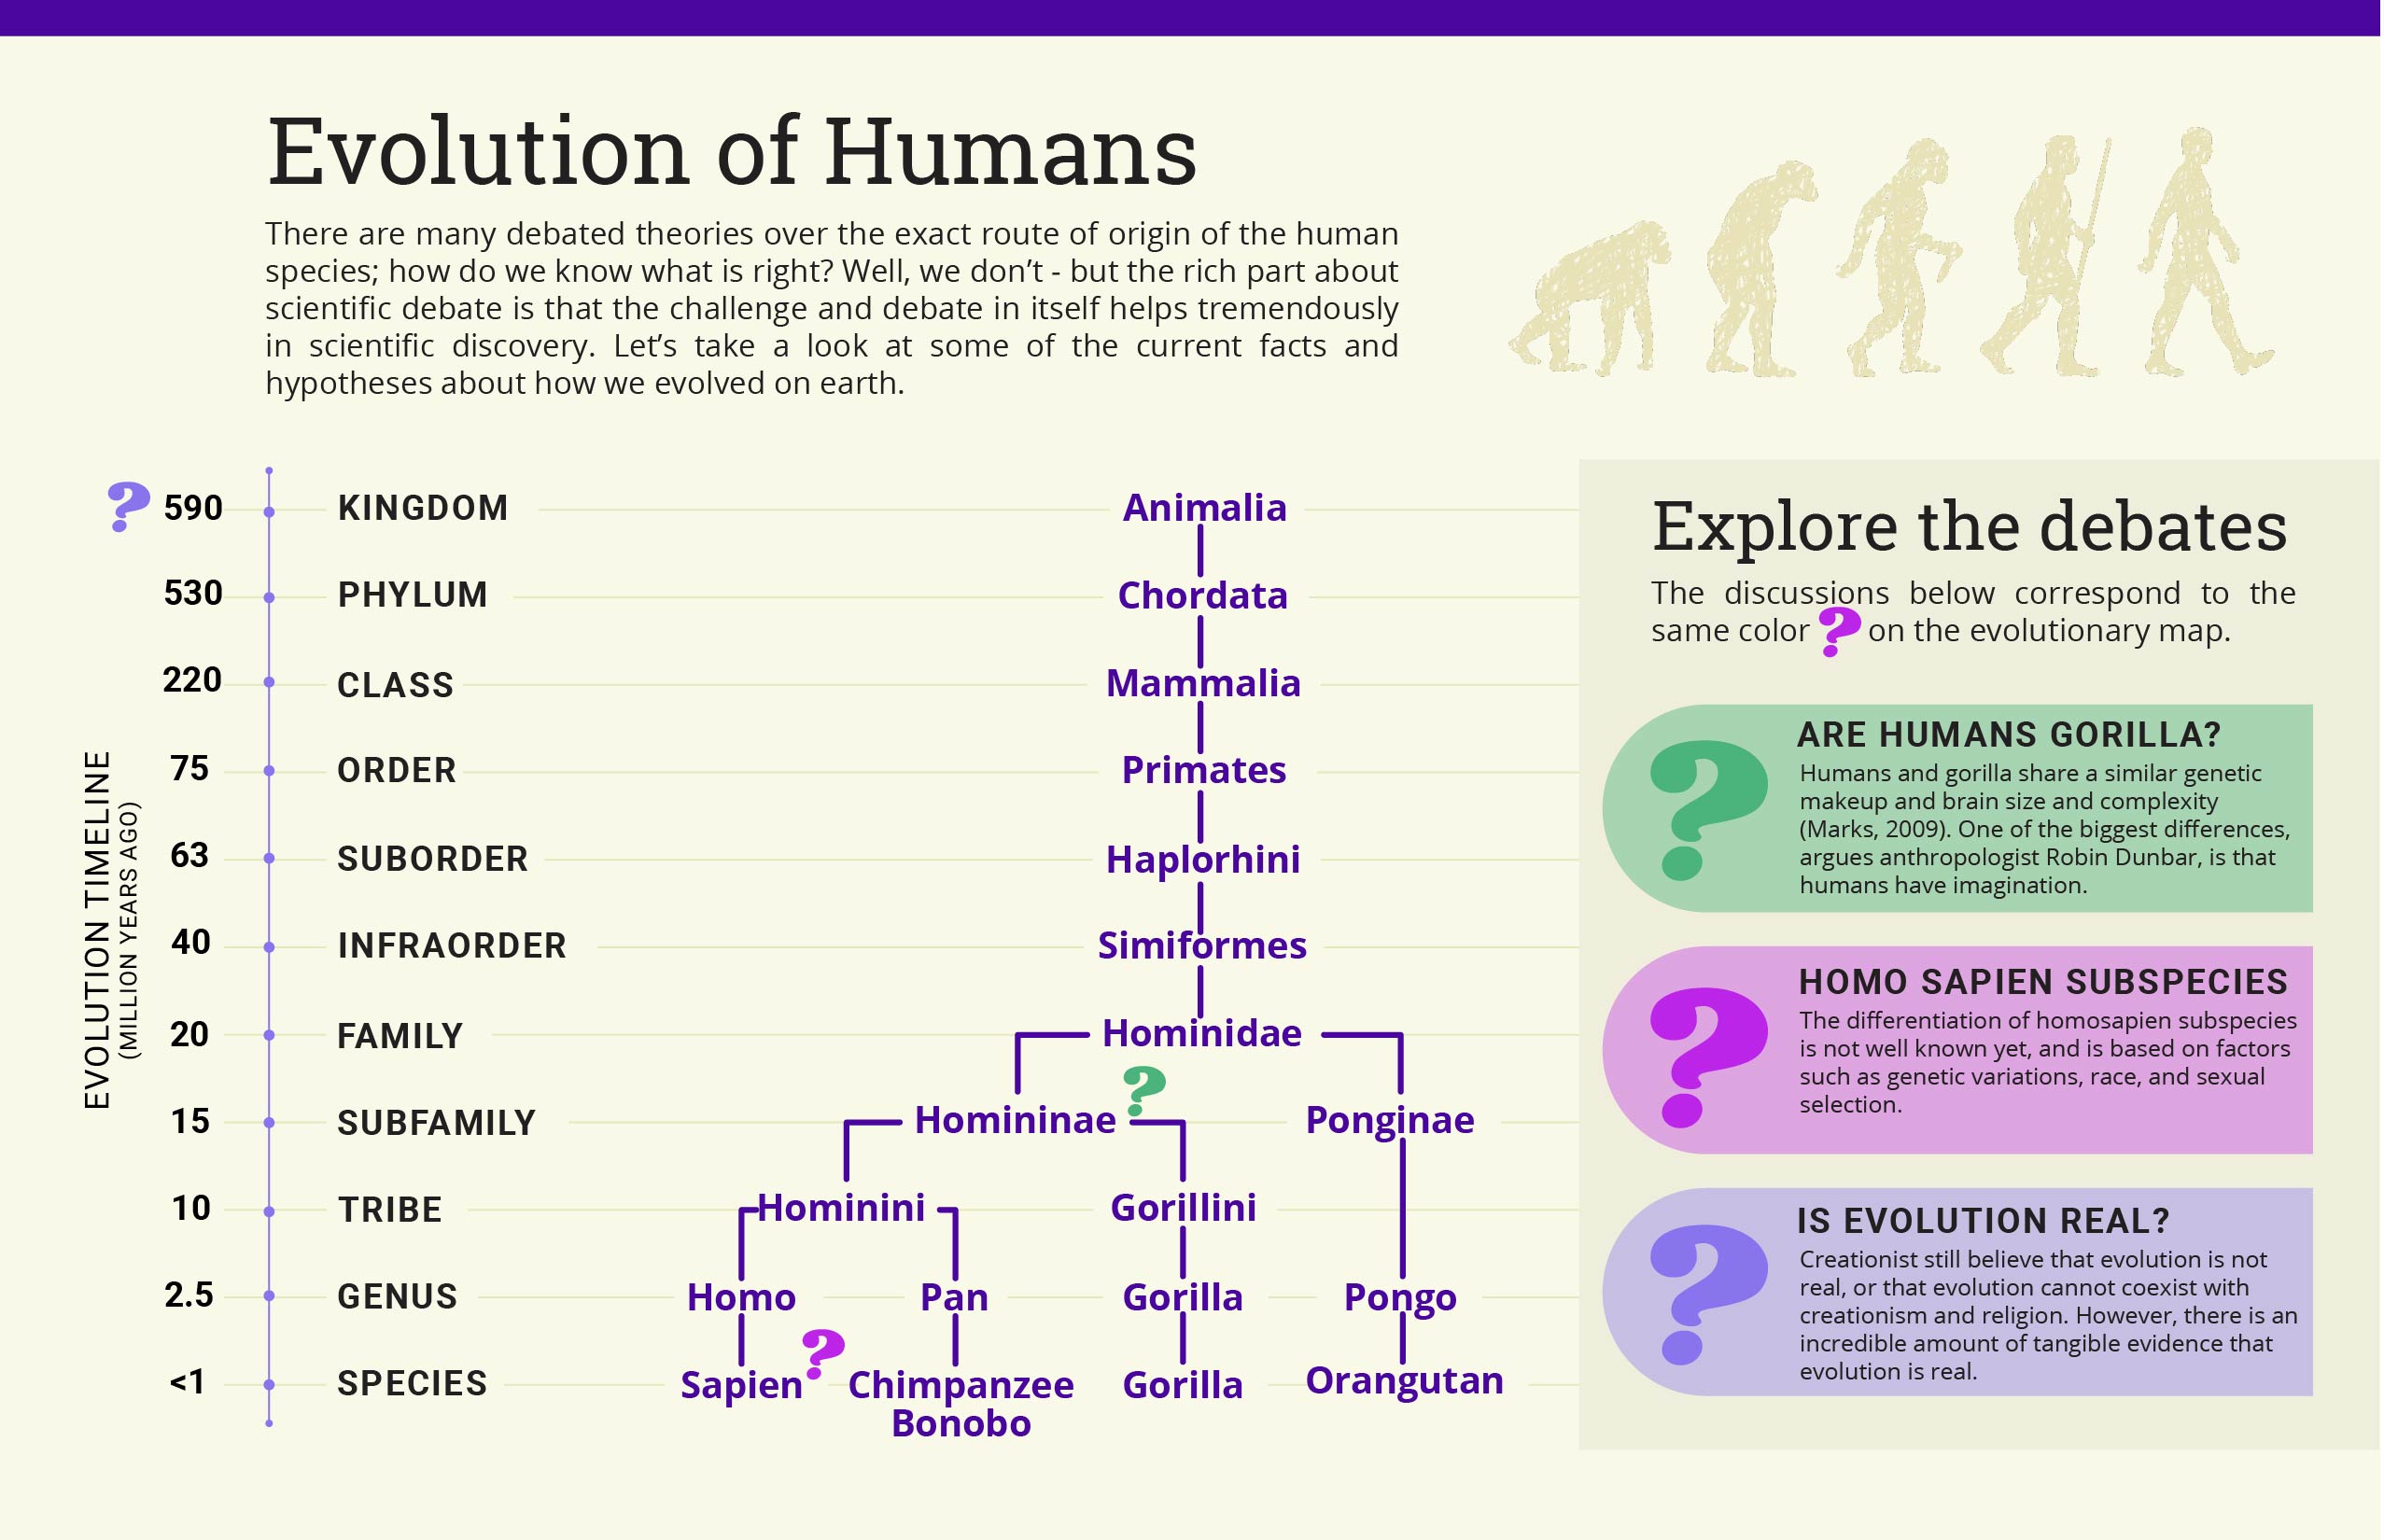 Evolution of Humans
There are many debated theories over the exact route of origin of the human
species; how do we know what is right? Well, we don’t - but the rich part about
scientific debate is that the challenge and debate in itself helps tremendously
in scientific discovery. Let’s take a look at some of the current facts and
hypotheses about how we evolved on earth.
EVOLUTION TIMELINE
(MILLION YEARS AGO)
? 590 KINGDOM Animalia
530 PHYLUM Chordata
220 CLASS Mammalia
75 ORDER Primates
63 SUBORDER Haplorhini
40 INFRAORDER Simiformes
20 FAMILY Hominidae
?
15 SUBFAMILY Homininae Ponginae
10 TRIBE Hominini Gorillini
2.5 GENUS Homo Pan Gorilla Pongo
?
<1 SPECIES Sapien Chimpanzee Gorilla Orangutan
Bonobo
Explore the debates
The discussions below correspond to the
same color ? on the evolutionary map.
?
ARE HUMANS GORILLA?
Humans and gorilla share a similar genetic
makeup and brain size and complexity
(Marks, 2009). One of the biggest differences,
argues anthropologist Robin Dunbar, is that
humans have imagination.
?
HOMO SAPIEN SUBSPECIES
The differentiation of homosapien subspecies
is not well known yet, and is based on factors
such as genetic variations, race, and sexual
selection.
?
IS EVOLUTION REAL?
Creationist still believe that evolution is not
real, or that evolution cannot coexist with
creationism and religion. However, there is an
incredible amount of tangible evidence that
evolution is real.